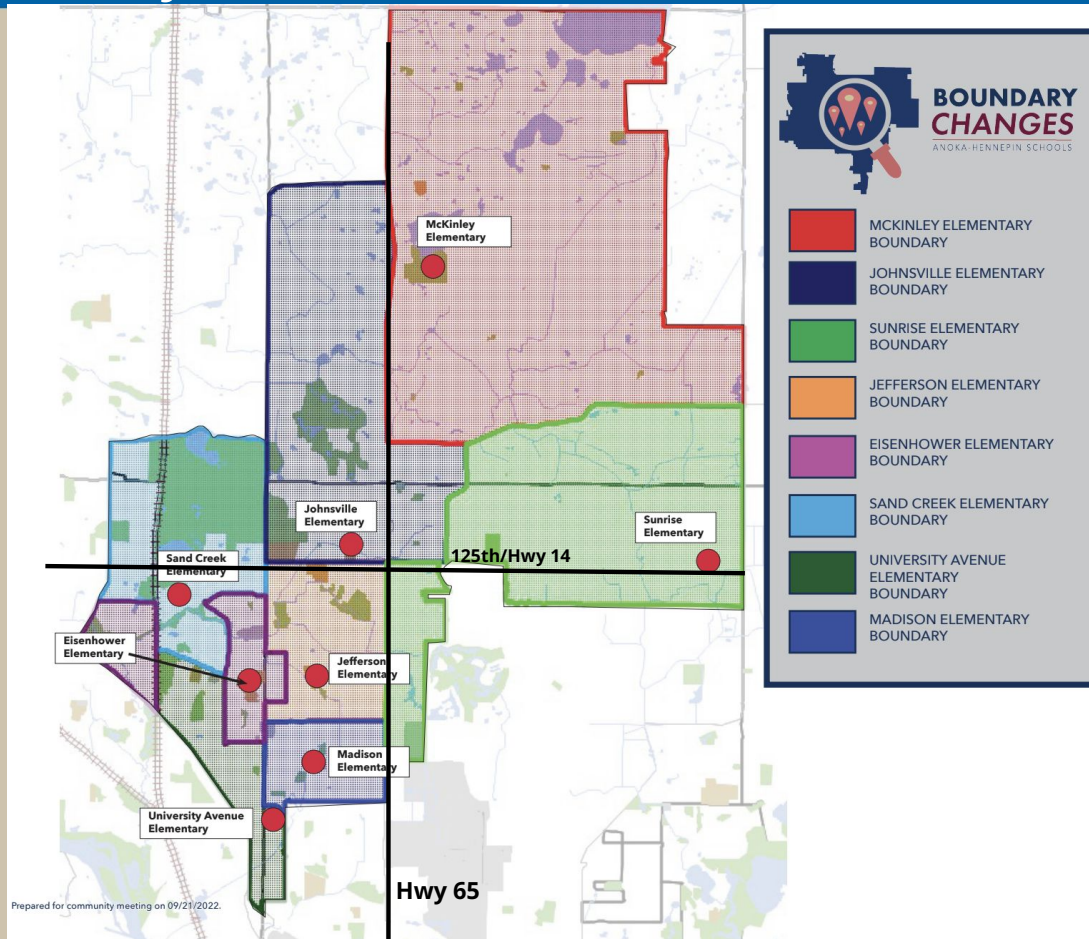 BOUNDARY
CHANGES
ANOKA-HENNEPIN SCHOOLS
MCKINLEY ELEMENTARY
BOUNDARY
JOHNSVILLE ELEMENTARY
BOUNDARY
SUNRISE ELEMENTARY
BOUNDARY
JEFFERSON ELEMENTARY
BOUNDARY
EISENHOWER ELEMENTARY
BOUNDARY
SAND CREEK ELEMENTARY
BOUNDARY
UNIVERSITY AVENUE
ELEMENTARY
BOUNDARY
MADISON ELEMENTARY
BOUNDARY
McKinley
Elementary
Johnsville
Elementary
Sunrise
Elementary
125th/Hwy 14
Sand Creek
Elementary
Eisenhower
Elementary
Jefferson
Elementary
Madison
Elementary
University Avenue
Elementary
Hwy 65
Prepared for community meeting on 09/21/2022.